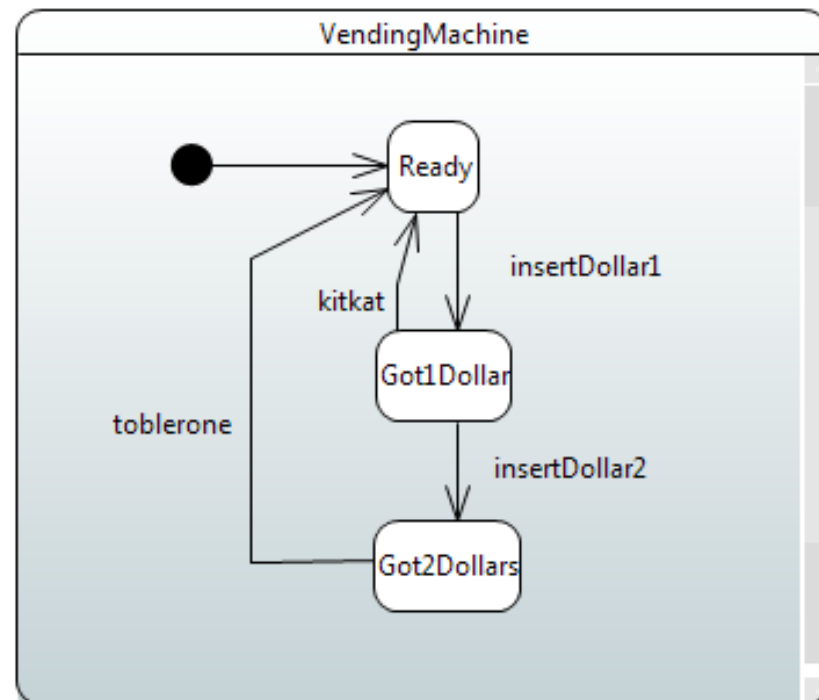 VendingMachine
Ready
insertDollar1
kitkat
Got1Dollar
toblerone
insertDollar2
Got2Dollars